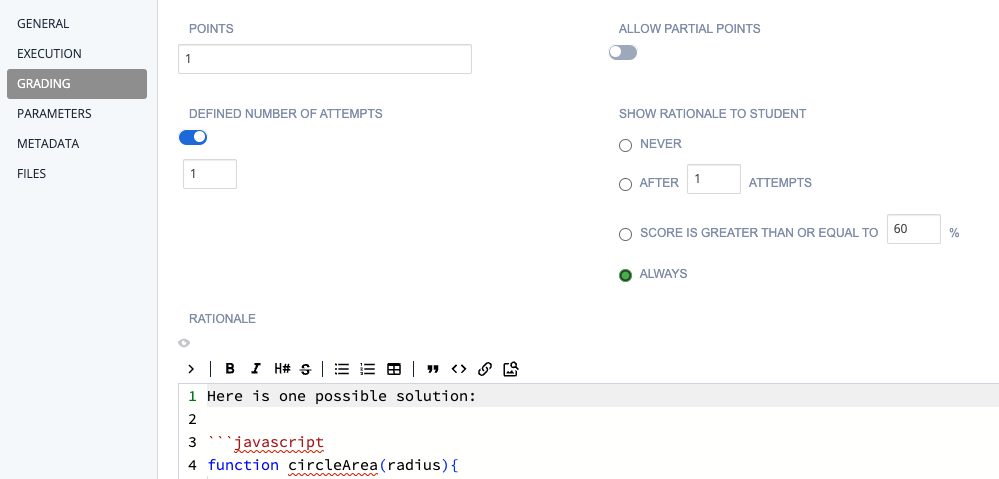 GENERAL
EXECUTION
GRADING
PARAMETERS
METADATA
FILES
POINTS
1
ALLOW PARTIAL POINTS
DEFINED NUMBER OF ATTEMPTS
1
SHOW RATIONALE TO STUDENT
NEVER
AFTER 1 ATTEMPTS
SCORE IS GREATER THAN OR EQUAL TO 60 %
ALWAYS
RATIONALE
B I H# S
1 Here is one possible solution:
2
3 ```javascript
4 function circleArea(radius){